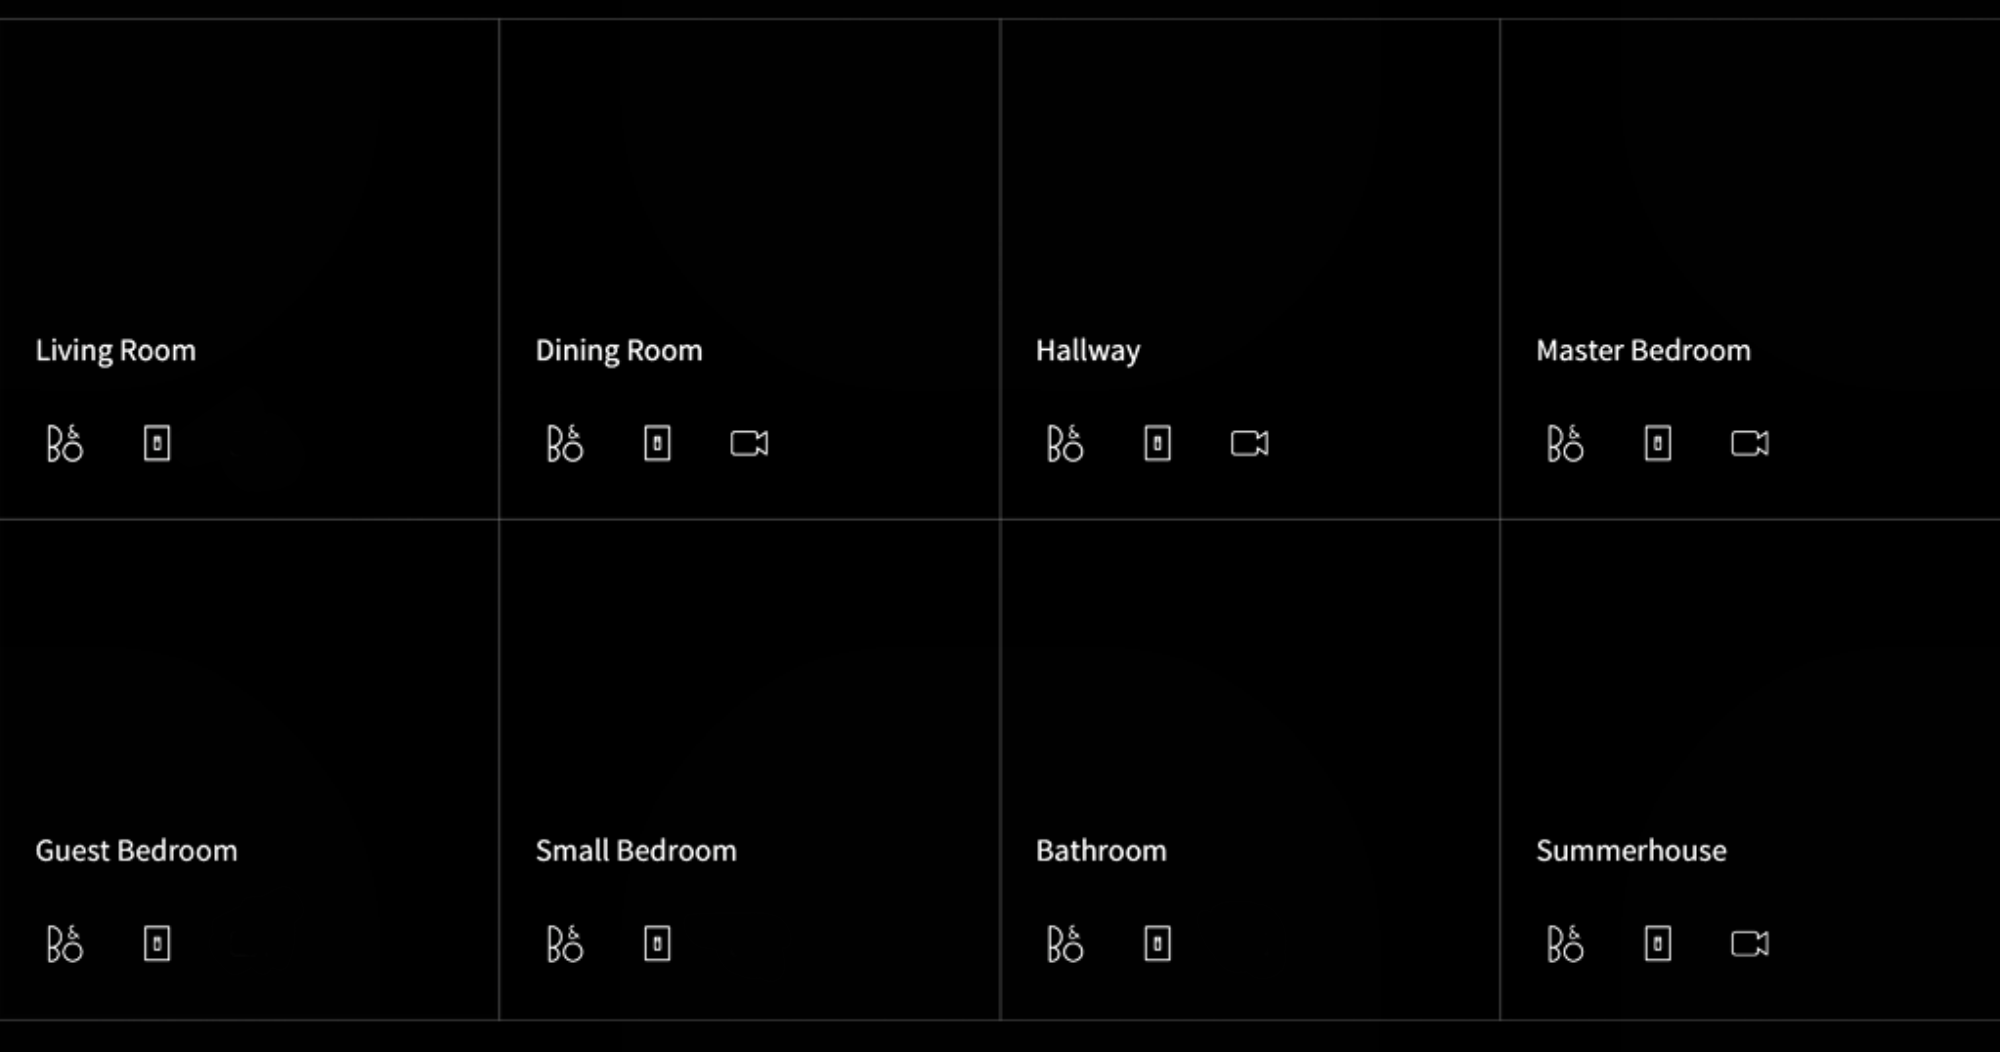 Living Room
B&O
Dining Room
B&O
Hallway
B&O
Master Bedroom
B&O
Guest Bedroom
B&O
Small Bedroom
B&O
Bathroom
B&O
Summerhouse
B&O